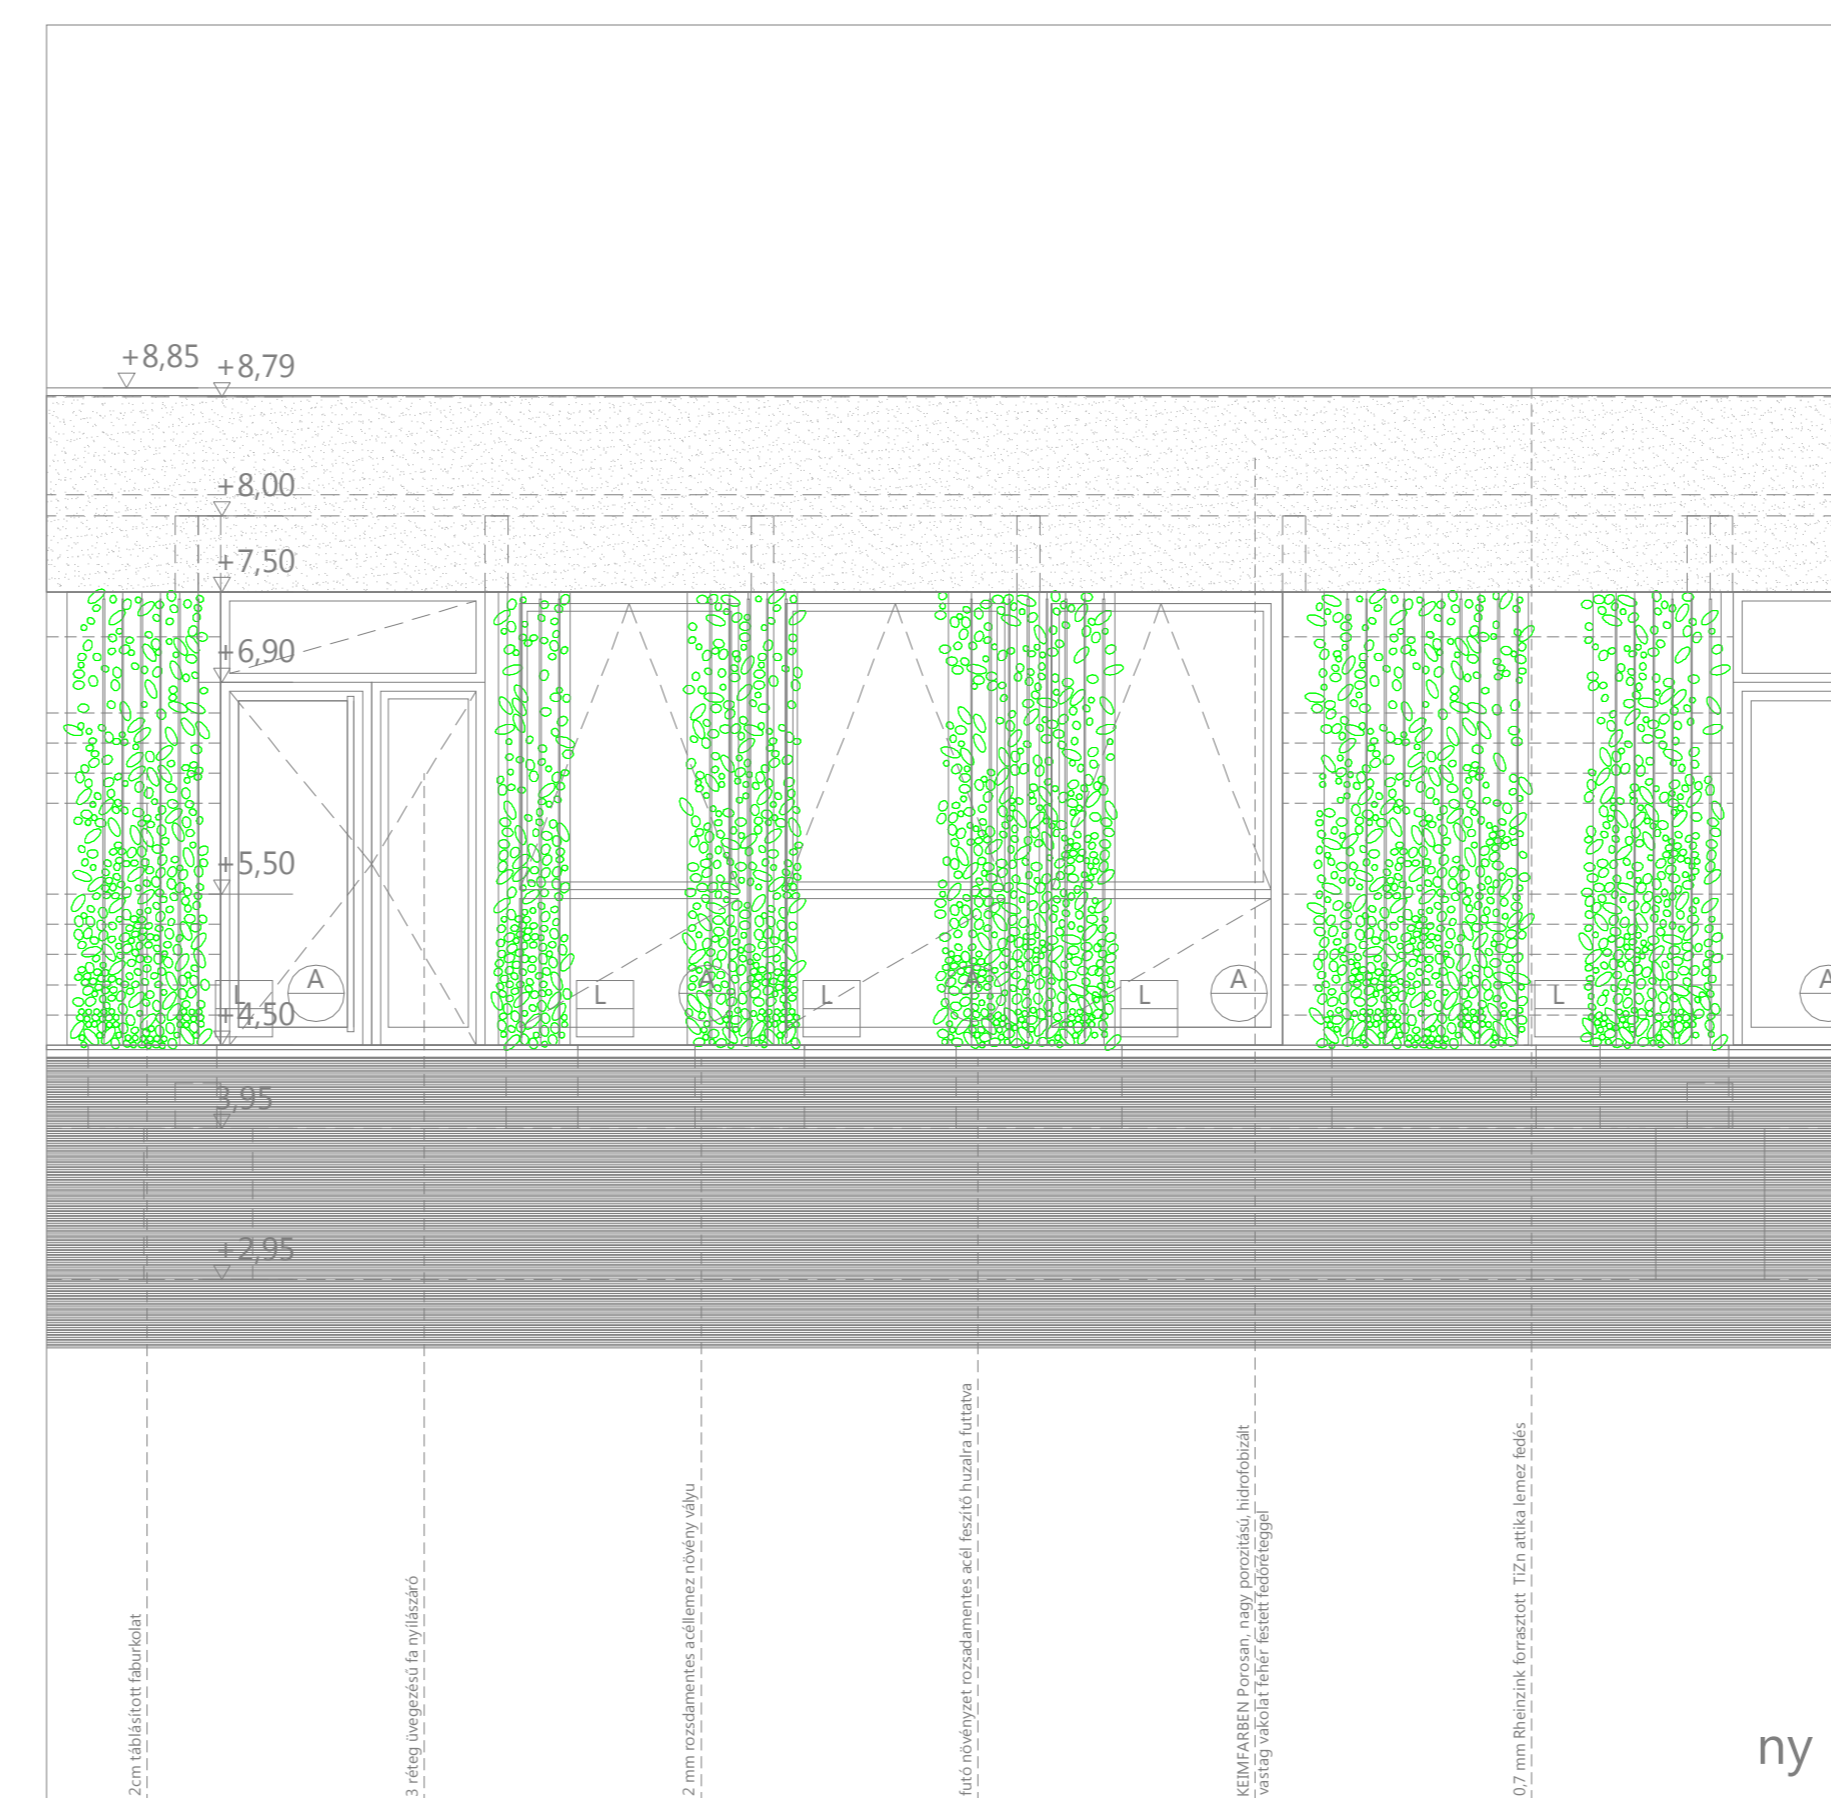 +8,85
+8,79
+8,00
+7,50
+6,90
+5,50
L
A
L
A
L
A
L
A
L
A
+4,50
3,95
+2,95
2cm táblásított faburkolat
3 réteg üvegezésű fa nyílászáró
2 mm rozsdamentes acéllemez növény vályu
futó növényzet rozsadamentes acél feszítő huzalra futtatva
KEIMFARBEN Porosan, nagy porozitású, hidrofobizált
vastag vakolat fehér festett fedőréteggel
0,7 mm Rheinzink forrasztott TiZn attika lemez fedés
ny